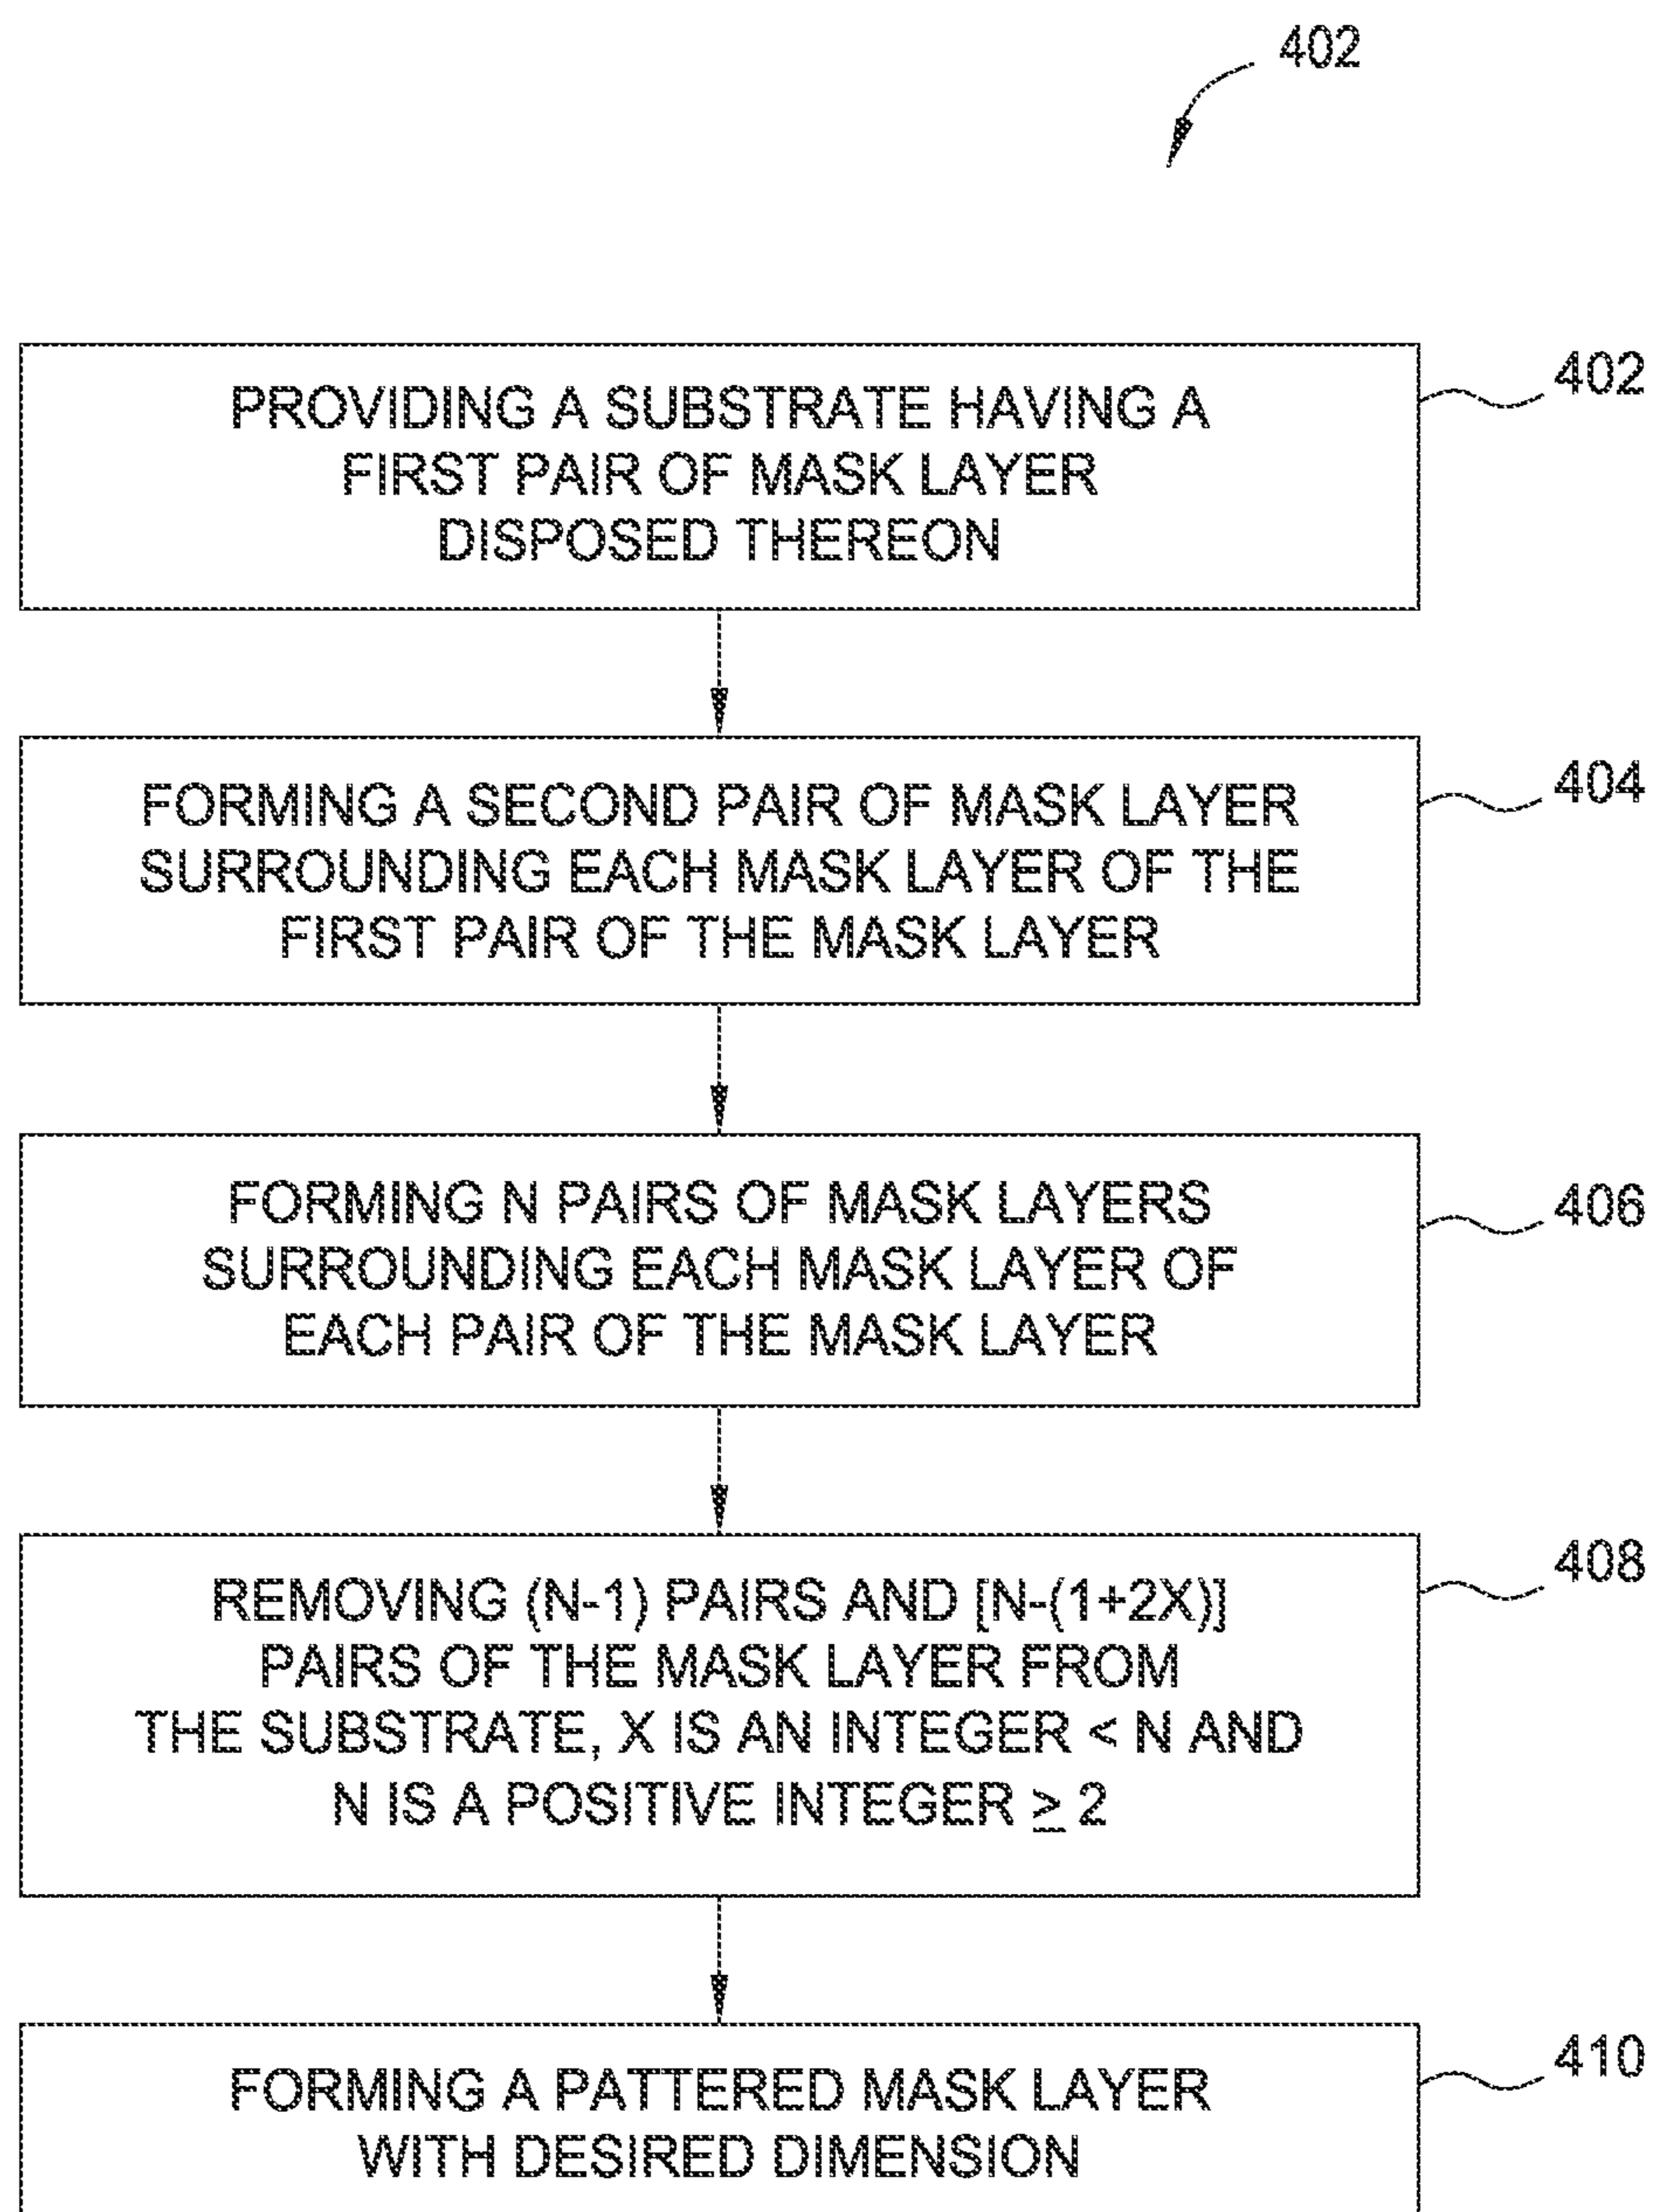 402
PROVIDING A SUBSTRATE HAVING A
FIRST PAIR OF MASK LAYER
DISPOSED THEREON
402
FORMING A SECOND PAIR OF MASK LAYER
SURROUNDING EACH MASK LAYER OF THE
FIRST PAIR OF THE MASK LAYER
404
FORMING N PAIRS OF MASK LAYERS
SURROUNDING EACH MASK LAYER OF
EACH PAIR OF THE MASK LAYER
406
REMOVING (N-1) PAIRS AND [N-(1+2X)]
PAIRS OF THE MASK LAYER FROM
THE SUBSTRATE, X IS AN INTEGER < N AND
N IS A POSITIVE INTEGER ≥ 2
408
FORMING A PATTERED MASK LAYER
WITH DESIRED DIMENSION
410